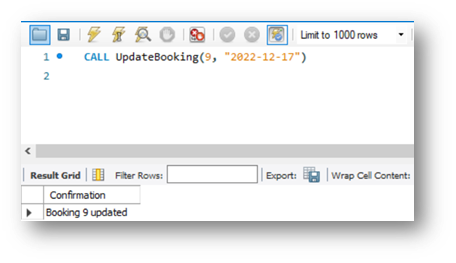 Limit to 1000 rows
1 CALL UpdateBooking(9, "2022-12-17")
2
Result Grid Filter Rows: Export: Wrap Cell Content:
Confirmation
Booking 9 updated